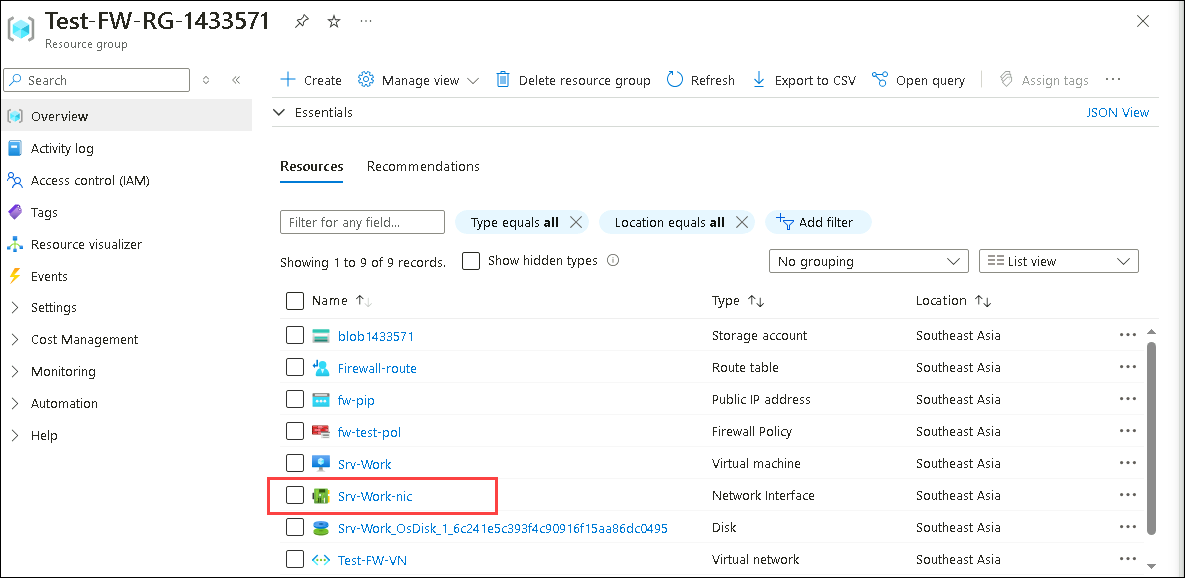 Test-FW-RG-1433571
Resource group
Search
Create Manage view Delete resource group Refresh Export to CSV Open query Assign tags
Overview
Activity log
Access control (IAM)
Tags
Resource visualizer
Events
Settings
Cost Management
Monitoring
Automation
Help
Essentials JSON View
Resources Recommendations
Filter for any field... Type equals all Location equals all Add filter
Showing 1 to 9 of 9 records. Show hidden types No grouping List view
Name Type Location
blob1433571 Storage account Southeast Asia
Firewall-route Route table Southeast Asia
fw-pip Public IP address Southeast Asia
fw-test-pol Firewall Policy Southeast Asia
Srv-Work Virtual machine Southeast Asia
Srv-Work-nic Network Interface Southeast Asia
Srv-Work_OsDisk_1_6c241e5c393f4c90916f15aa86dc0495 Disk Southeast Asia
Test-FW-VN Virtual network Southeast Asia